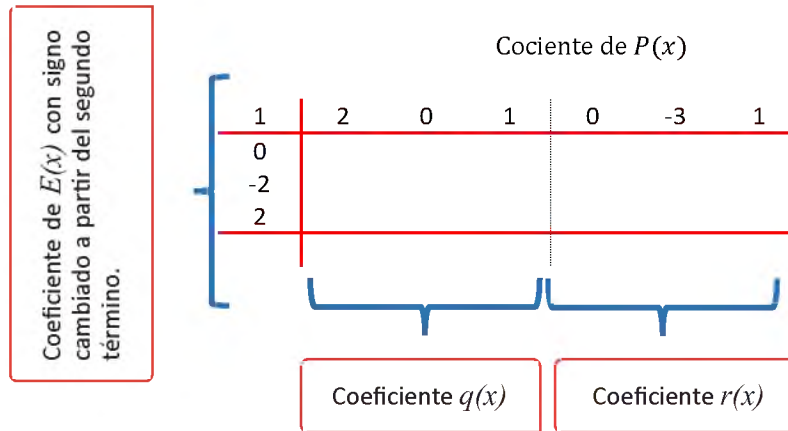 Coeficiente de E(x) con signo
cambiado a partir del segundo
término.
Cociente de P(x)
1 2 0 1 0 -3 1
0
-2
2
Coeficiente q(x)
Coeficiente r(x)